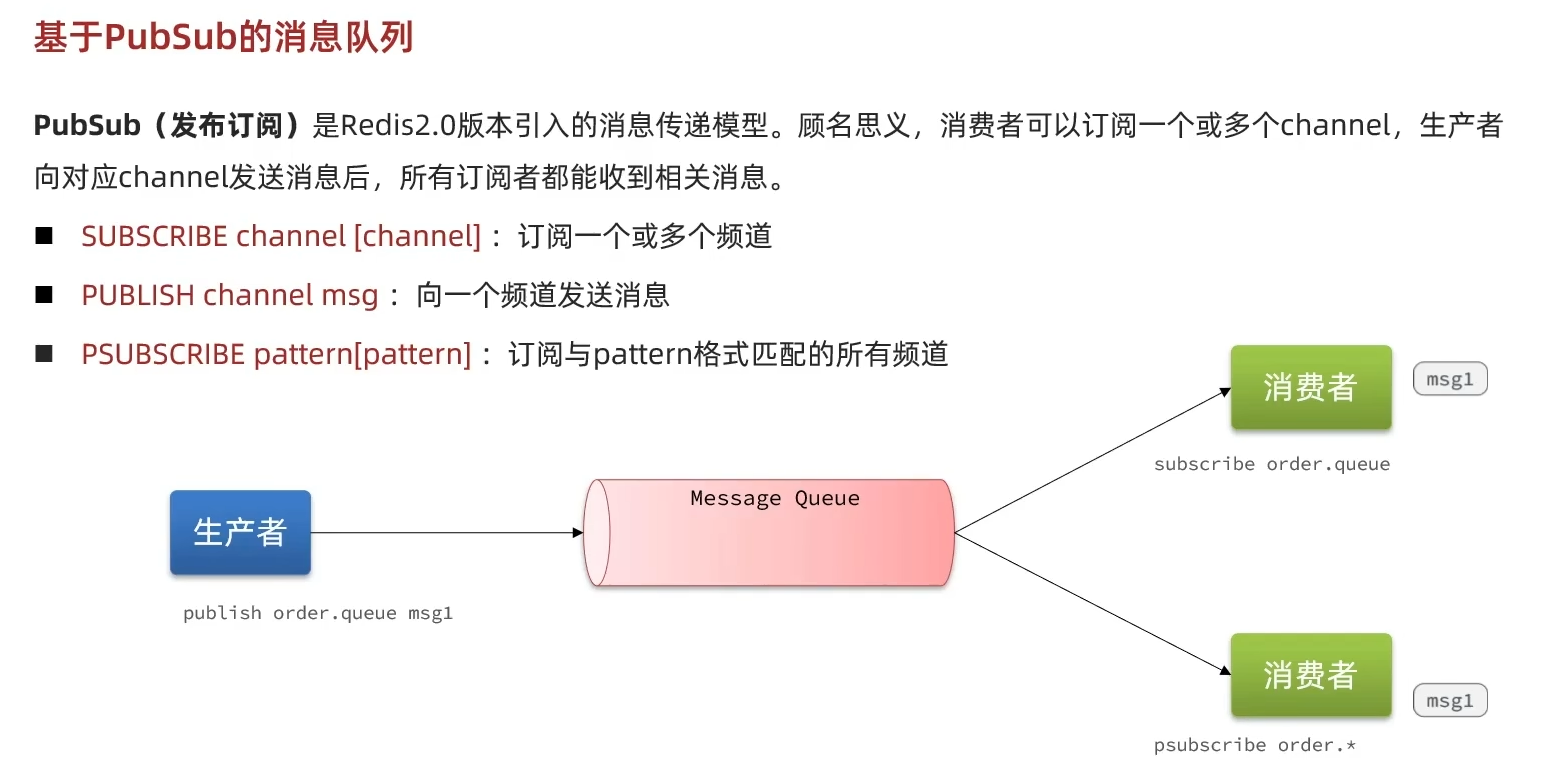 基于PubSub的消息队列
PubSub（发布订阅）是Redis2.0版本引入的消息传递模型。顾名思义，消费者可以订阅一个或多个channel，生产者
向对应channel发送消息后，所有订阅者都能收到相关消息。
SUBSCRIBE channel [channel] ：订阅一个或多个频道
PUBLISH channel msg ：向一个频道发送消息
PSUBSCRIBE pattern[pattern] ：订阅与pattern格式匹配的所有频道
消费者
msg1
subscribe order.queue
Message Queue
生产者
publish order.queue msg1
消费者
msg1
psubscribe order.*